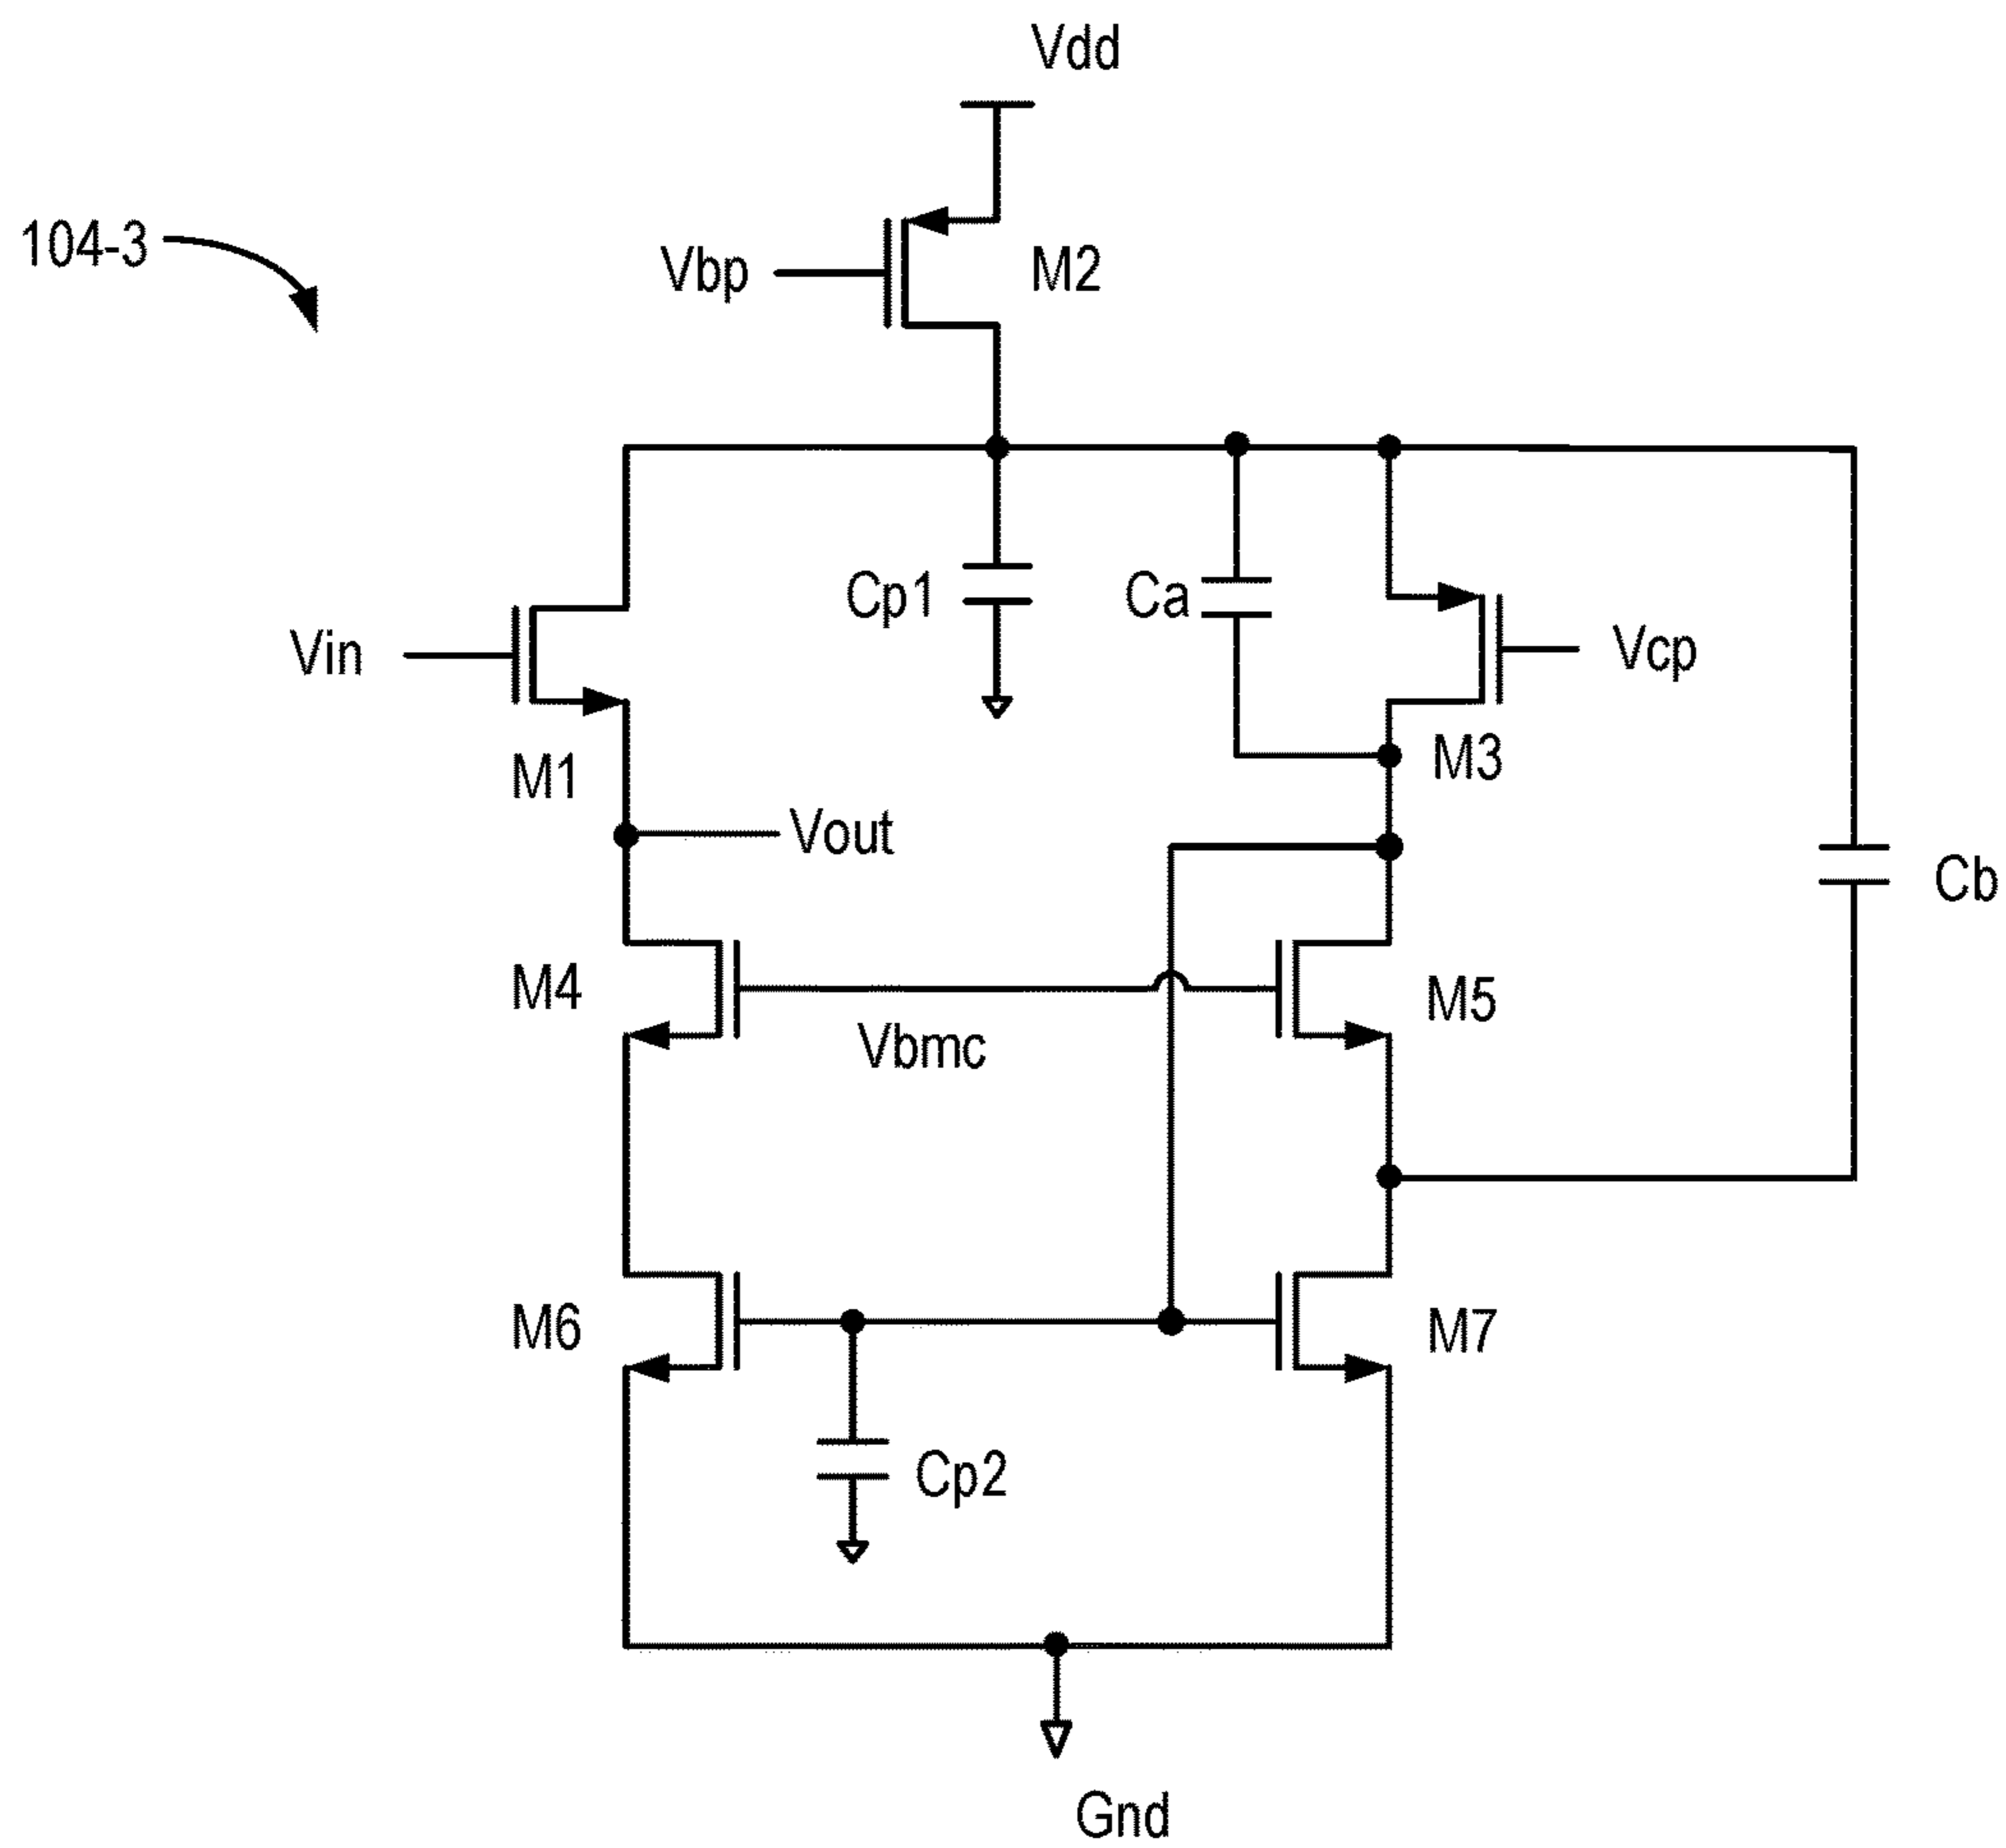 Vdd
104-3
Vbp
M2
Cp1
Ca
Vin
Vcp
M1
M3
Vout
Cb
M4
M5
Vbmc
M6
M7
Cp2
Gnd